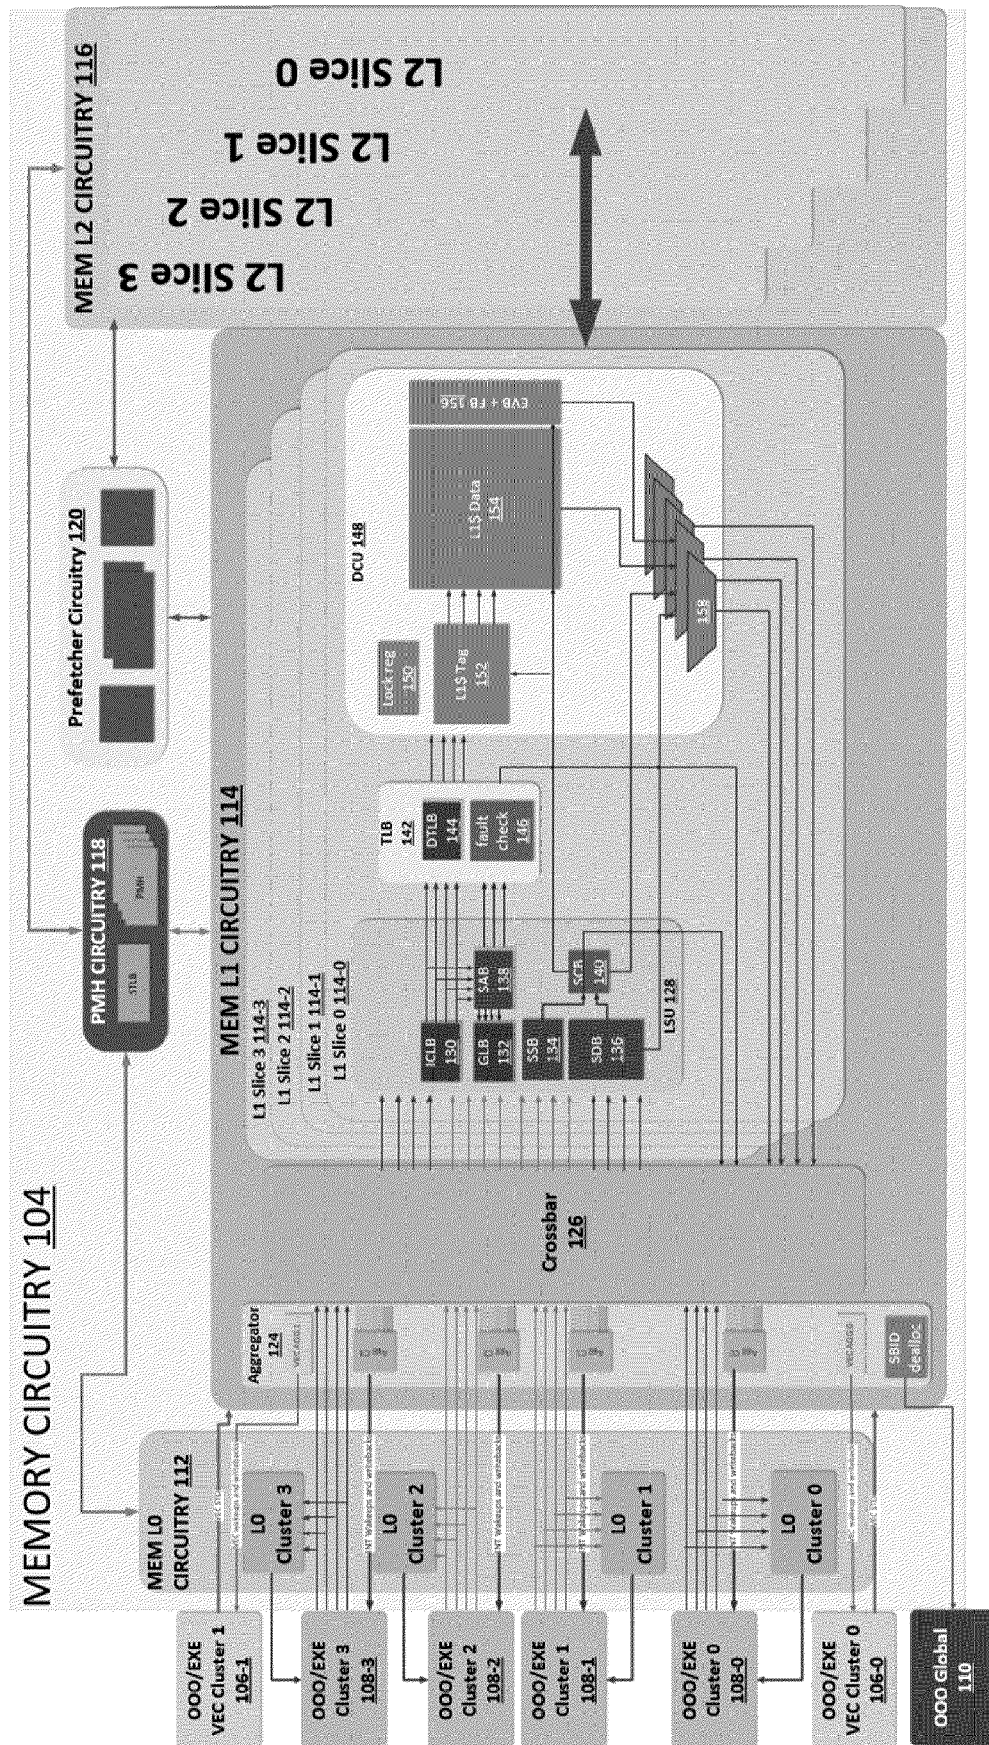 MEMORY CIRCUITRY 104
OOO/EXE
VEC Cluster 1
106-1
OOO/EXE
Cluster 3
108-3
OOO/EXE
Cluster 2
108-2
OOO/EXE
Cluster 1
108-1
OOO/EXE
Cluster 0
108-0
OOO/EXE
VEC Cluster 0
106-0
OOO Global
110
MEM L0
CIRCUITRY 112
L0
Cluster 3
L0
Cluster 2
L0
Cluster 1
L0
Cluster 0
PMH CIRCUITRY 118
STLB
PMH
Prefetcher Circuitry 120
MEM L1 CIRCUITRY 114
Aggregator
124
SBID
dealloc
Crossbar
126
L1 Slice 3 114-3
L1 Slice 2 114-2
L1 Slice 1 114-1
L1 Slice 0 114-0
ICLB
130
GLB
132
SSB
134
SDB
136
SAB
138
SCB
140
LSU 128
TLB
142
DTLB
144
fault
check
146
DCU 148
Lock reg
150
L1$ Tag
152
L1$ Data
154
EVB + FB 156
158
MEM L2 CIRCUITRY 116
L2 Slice 3
L2 Slice 2
L2 Slice 1
L2 Slice 0